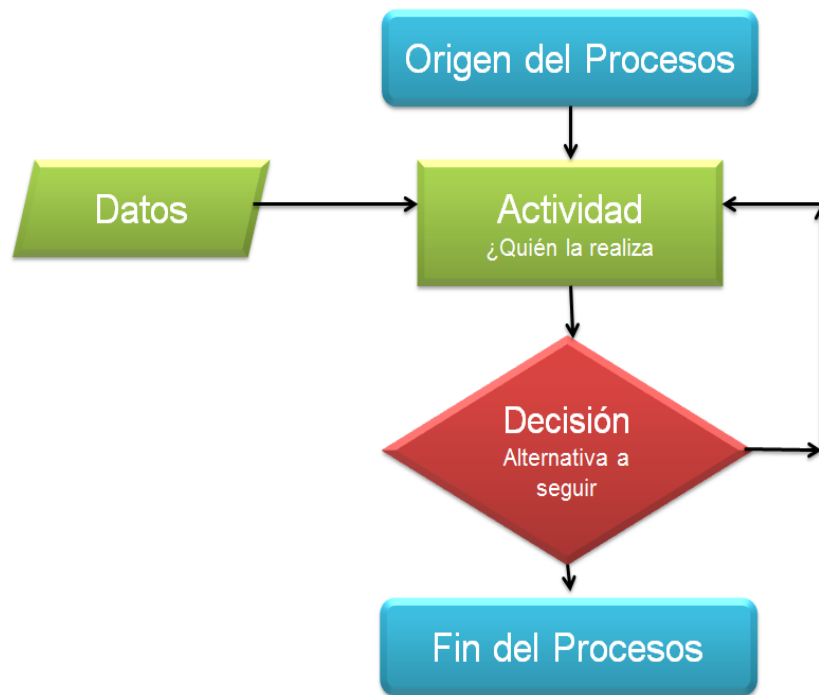 Origen del Procesos
Datos
Actividad
¿Quién la realiza
Decisión
Alternativa a
seguir
Fin del Procesos